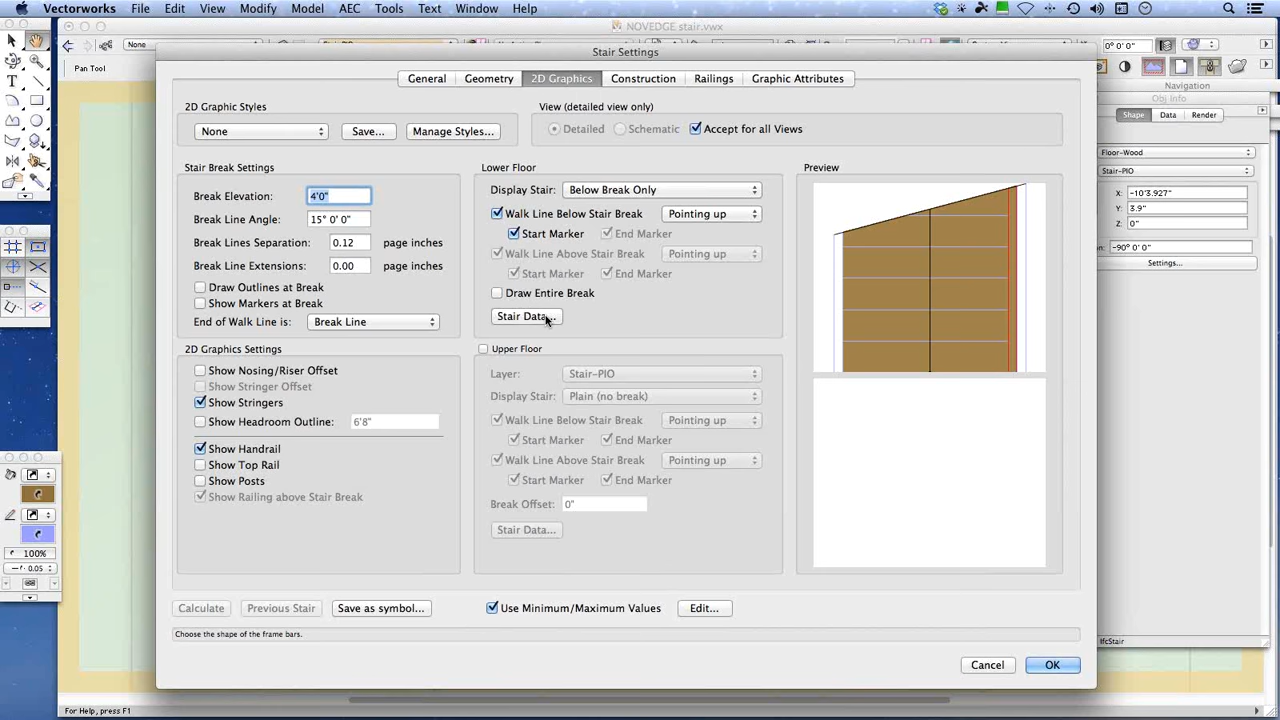 Vectorworks File Edit View Modify Model AEC Tools Text Window Help
NOVEDGE stair.vwx
None
0° 0' 0"
Pan Tool
Stair Settings
General Geometry 2D Graphics Construction Railings Graphic Attributes
Navigation
Obj Info
Shape Data Render
2D Graphic Styles
None Save... Manage Styles...
View (detailed view only)
Detailed Schematic Accept for all Views
Floor-Wood
Stair-PIO
X: -10'3.927"
Y: 3.9"
Z: 0"
on: -90° 0' 0"
Settings...
Stair Break Settings
Break Elevation: 4'0"
Break Line Angle: 15° 0' 0"
Break Lines Separation: 0.12 page inches
Break Line Extensions: 0.00 page inches
Draw Outlines at Break
Show Markers at Break
End of Walk Line is: Break Line
Lower Floor
Display Stair: Below Break Only
Walk Line Below Stair Break Pointing up
Start Marker End Marker
Walk Line Above Stair Break Pointing up
Start Marker End Marker
Draw Entire Break
Stair Data...
Preview
2D Graphics Settings
Show Nosing/Riser Offset
Show Stringer Offset
Show Stringers
Show Headroom Outline: 6'8"
Show Handrail
Show Top Rail
Show Posts
Show Railing above Stair Break
Upper Floor
Layer: Stair-PIO
Display Stair: Plain (no break)
Walk Line Below Stair Break Pointing up
Start Marker End Marker
Walk Line Above Stair Break Pointing up
Start Marker End Marker
Break Offset: 0"
Stair Data...
100%
0.05
Calculate Previous Stair Save as symbol... Use Minimum/Maximum Values Edit...
Choose the shape of the frame bars.
IfcStair
Cancel OK
For Help, press F1